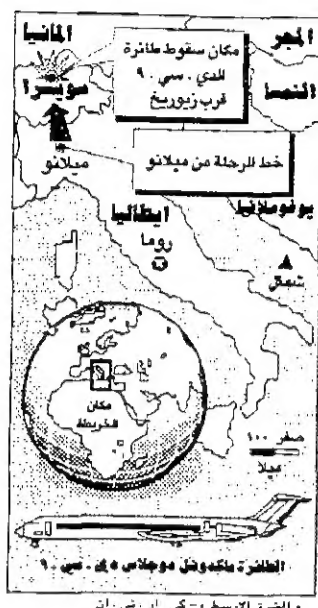 المانيا
المجر
النمسا
مكان سقوط طائرة
الدي. سي. ٩
قرب زيوريخ
سويسرا
ميلانو
خط الرحلة من ميلانو
يوغوسلافيا
ايطاليا
روما
شمال
مكان
الخريطة
صفر ١٠٠
ميلا
الطائرة ماكدونل دوجلاس دي. سي. ٩